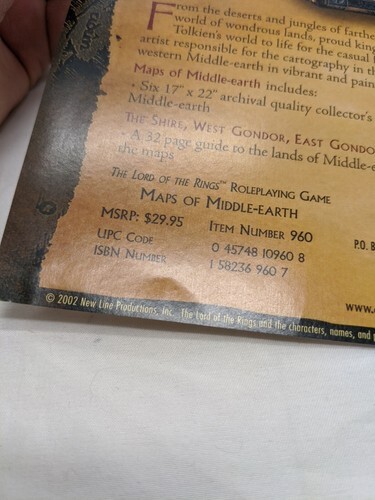 From the deserts and jungles of farthe
world of wondrous lands, proud king
Tolkien's world to life for the casual
artist responsible for the cartography in th
western Middle-earth in vibrant and pain
Maps of Middle-earth includes:
• Six 17" x 22" archival quality collector's
Middle-earth
The Shire, West Gondor, East Gondo
• A 32 page guide to the lands of Middle-e
the maps
The Lord of the Rings™ Roleplaying Game
Maps of Middle-earth
MSRP: $29.95 Item Number 960
UPC Code 0 45748 10960 8
ISBN Number 1 58236 960 7
P.O. B
www.
© 2002 New Line Productions, Inc. The Lord of the Rings and the characters, names, and